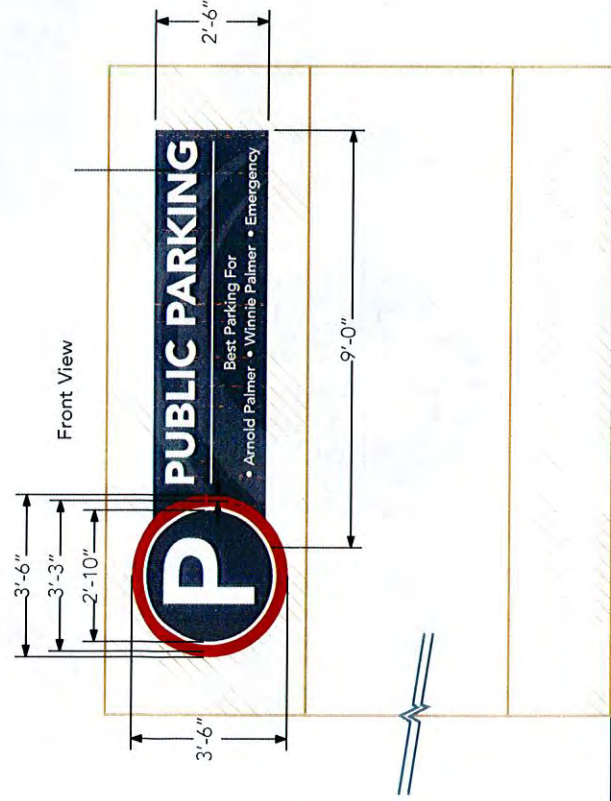 Front View
3'-6"
3'-3"
2'-10"
3'-6"
P
PUBLIC PARKING
Best Parking For
• Arnold Palmer • Winnie Palmer • Emergency
2'-6"
9'-0"